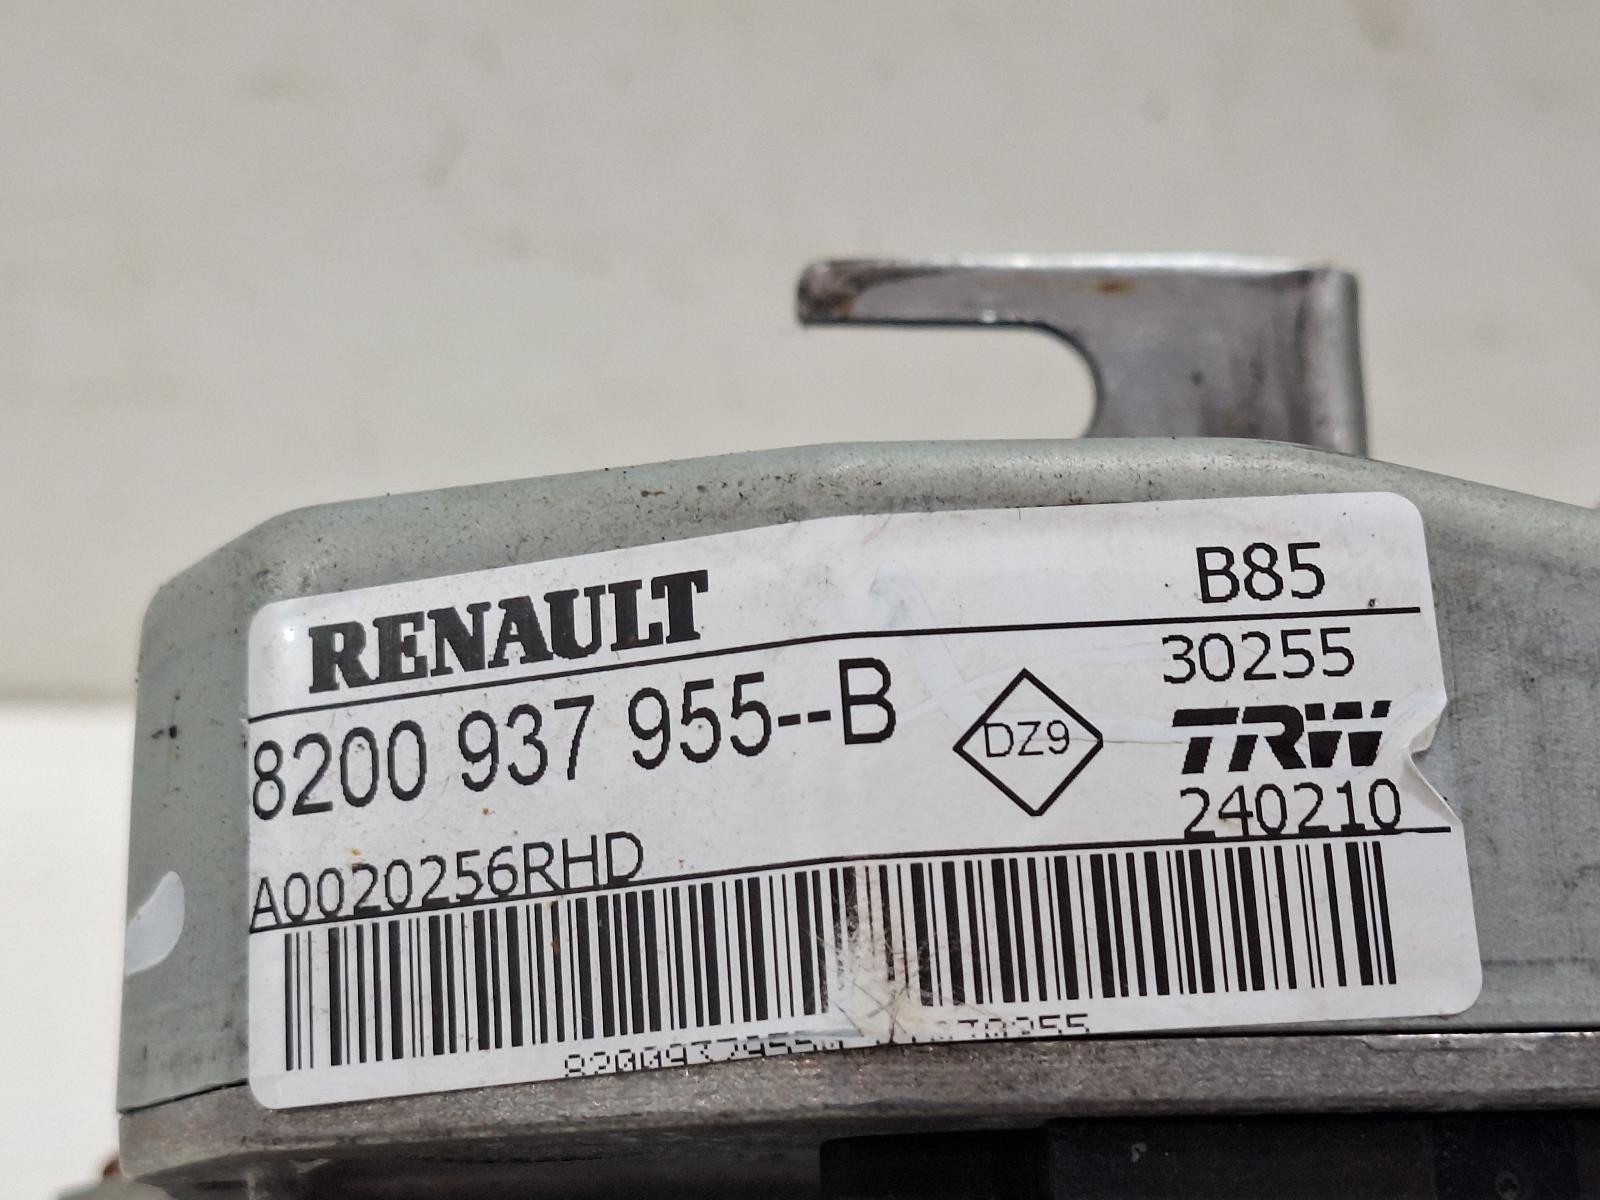 RENAULT
B85
8200 937 955--B
DZ9
30255
TRW
240210
A0020256RHD